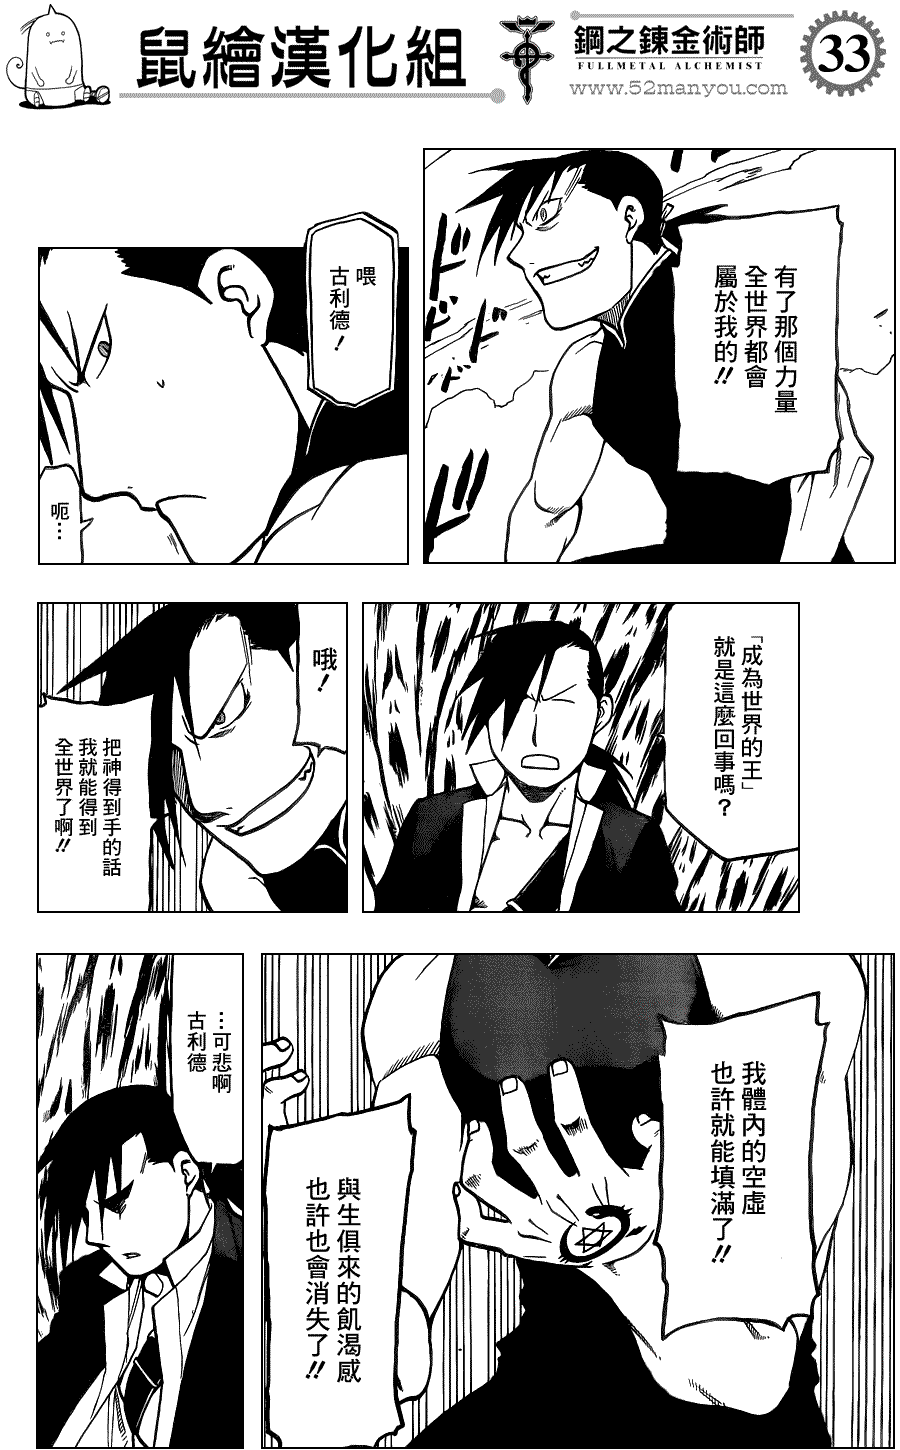 鼠繪漢化組
鋼之鍊金術師
FULLMETAL ALCHEMIST
www.52manyou.com
33
有了那個力量
全世界都會
屬於我的!!
ドドドド
ドド
喂
古利德!
呃…
「成為世界的王」
就是這麼回事嗎?
哦!
把神得到手的話
我就能得到
全世界了啊!!
我體內的空虛
也許就能填滿了!!
與生俱來的飢渴感
也許也會消失了!!
…可悲啊
古利德